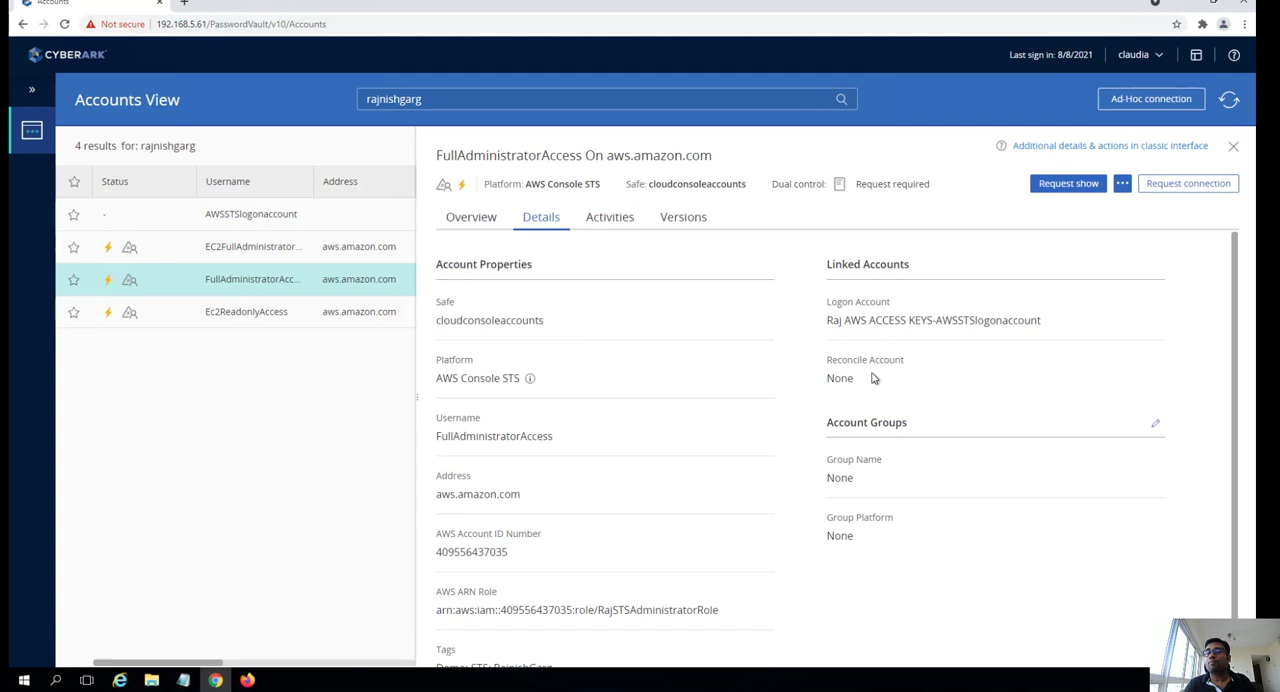 Accounts
Not secure
192.168.5.61/PasswordVault/v10/Accounts
CYBERARK
Last sign in: 8/8/2021
claudia
Accounts View
rajnishgarg
Ad-Hoc connection
4 results for: rajnishgarg
Status
Username
Address
AWSSTSlogonaccount
EC2FullAdministrator...
aws.amazon.com
FullAdministratorAcc...
aws.amazon.com
Ec2ReadonlyAccess
aws.amazon.com
FullAdministratorAccess On aws.amazon.com
Additional details & actions in classic interface
Platform: AWS Console STS
Safe: cloudconsoleaccounts
Dual control:
Request required
Request show
Request connection
Overview
Details
Activities
Versions
Account Properties
Safe
cloudconsoleaccounts
Platform
AWS Console STS
Username
FullAdministratorAccess
Address
aws.amazon.com
AWS Account ID Number
409556437035
AWS ARN Role
arn:aws:iam::409556437035:role/RajSTSAdministratorRole
Tags
Demo; STS; RajnishGarg
Linked Accounts
Logon Account
Raj AWS ACCESS KEYS-AWSSTSlogonaccount
Reconcile Account
None
Account Groups
Group Name
None
Group Platform
None